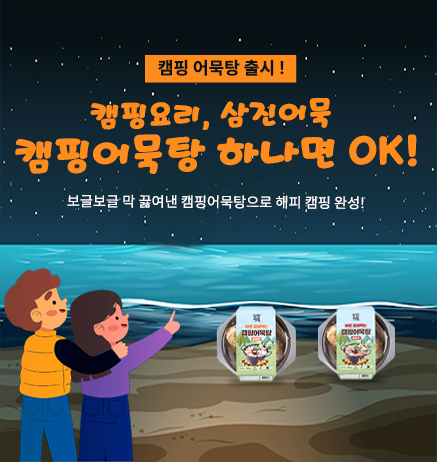 캠핑 어묵탕 출시 !
캠핑요리, 삼진어묵
캠핑어묵탕 하나면 OK!
보글보글 막 끓여낸 캠핑어묵탕으로 해피 캠핑 완성!
캠핑어묵탕
캠핑어묵탕